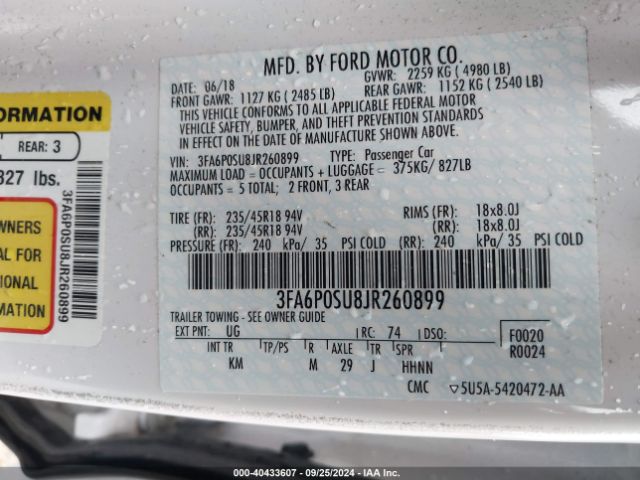 MFD. BY FORD MOTOR CO.
DATE: 06/18 GVWR: 2259 KG ( 4980 LB)
FRONT GAWR: 1127 KG ( 2485 LB) REAR GAWR: 1152 KG ( 2540 LB)
THIS VEHICLE CONFORMS TO ALL APPLICABLE FEDERAL MOTOR
VEHICLE SAFETY, BUMPER, AND THEFT PREVENTION STANDARDS
IN EFFECT ON THE DATE OF MANUFACTURE SHOWN ABOVE.
VIN: 3FA6P0SU8JR260899 TYPE: Passenger Car
MAXIMUM LOAD = OCCUPANTS + LUGGAGE = 375KG/ 827LB
OCCUPANTS = 5 TOTAL; 2 FRONT, 3 REAR
TIRE (FR): 235/45R18 94V RIMS (FR): 18x8.0J
(RR): 235/45R18 94V (RR): 18x8.0J
PRESSURE (FR): 240 kPa/ 35 PSI COLD (RR): 240 kPa/ 35 PSI COLD
3FA6P0SU8JR260899
TRAILER TOWING - SEE OWNER GUIDE
EXT PNT: UG RC: 74 DSO: F0020
R0024
INT TR TP/PS R AXLE TR SPR
KM M 29 J HHNN
CMC 5U5A-5420472-AA
ORMATION
REAR: 3
827 lbs.
WNERS
AL FOR
IONAL
MATION
3FA6P0SU8JR260899
000-40433607 - 09/25/2024 - IAA Inc.